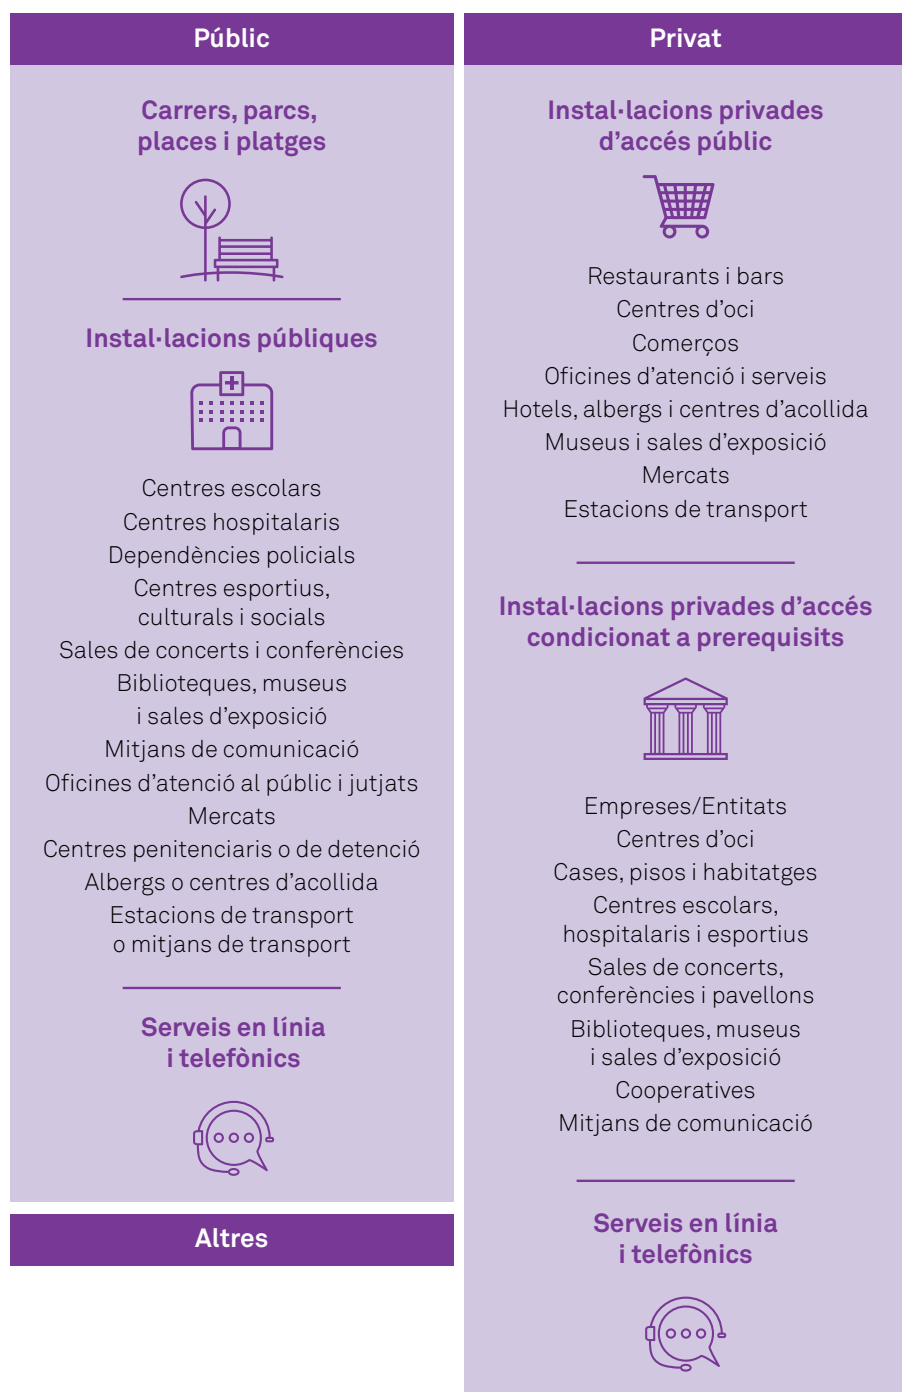 Públic
Carrers, parcs,
places i platges
Instal·lacions públiques
Centres escolars
Centres hospitalaris
Dependències policials
Centres esportius,
culturals i socials
Sales de concerts i conferències
Biblioteques, museus
i sales d'exposició
Mitjans de comunicació
Oficines d'atenció al públic i jutjats
Mercats
Centres penitenciaris o de detenció
Albergs o centres d'acollida
Estacions de transport
o mitjans de transport
Serveis en línia
i telefònics
Altres
Privat
Instal·lacions privades
d'accés públic
Restaurants i bars
Centres d'oci
Comerços
Oficines d'atenció i serveis
Hotels, albergs i centres d'acollida
Museus i sales d'exposició
Mercats
Estacions de transport
Instal·lacions privades d'accés
condicionat a prerequisits
Empreses/Entitats
Centres d'oci
Cases, pisos i habitatges
Centres escolars,
hospitalaris i esportius
Sales de concerts,
conferències i pavellons
Biblioteques, museus
i sales d'exposició
Cooperatives
Mitjans de comunicació
Serveis en línia
i telefònics